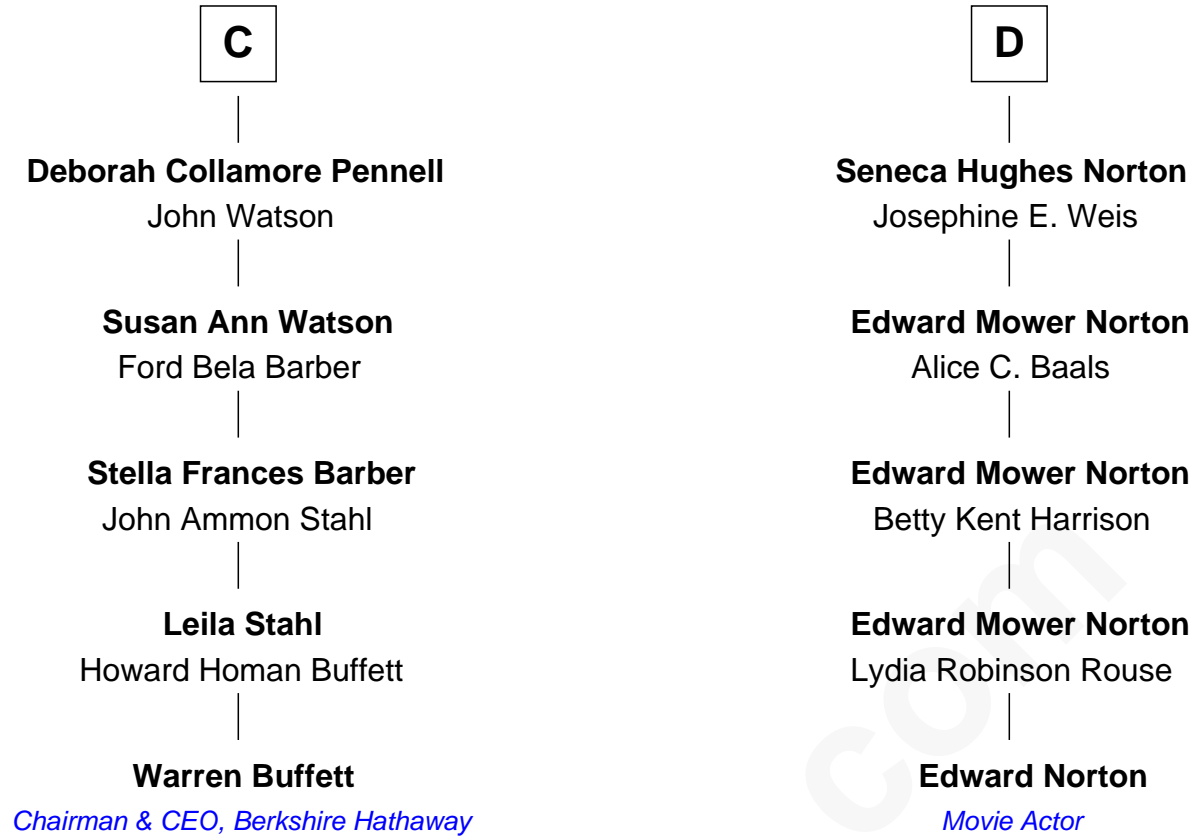 C
Deborah Collamore Pennell
John Watson
Susan Ann Watson
Ford Bela Barber
Stella Frances Barber
John Ammon Stahl
Leila Stahl
Howard Homan Buffett
Warren Buffett
Chairman & CEO, Berkshire Hathaway
D
Seneca Hughes Norton
Josephine E. Weis
Edward Mower Norton
Alice C. Baals
Edward Mower Norton
Betty Kent Harrison
Edward Mower Norton
Lydia Robinson Rouse
Edward Norton
Movie Actor
com